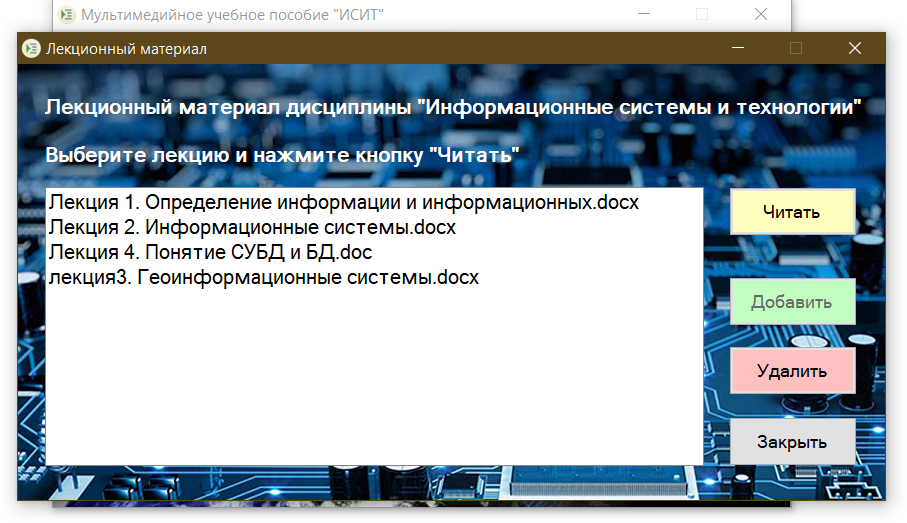 Мультимедийное учебное пособие "ИСИТ"
Лекционный материал
Лекционный материал дисциплины "Информационные системы и технологии"
Выберите лекцию и нажмите кнопку "Читать"
Лекция 1. Определение информации и информационных.docx
Лекция 2. Информационные системы.docx
Лекция 4. Понятие СУБД и БД.doc
лекция3. Геоинформационные системы.docx
Читать
Добавить
Удалить
Закрыть